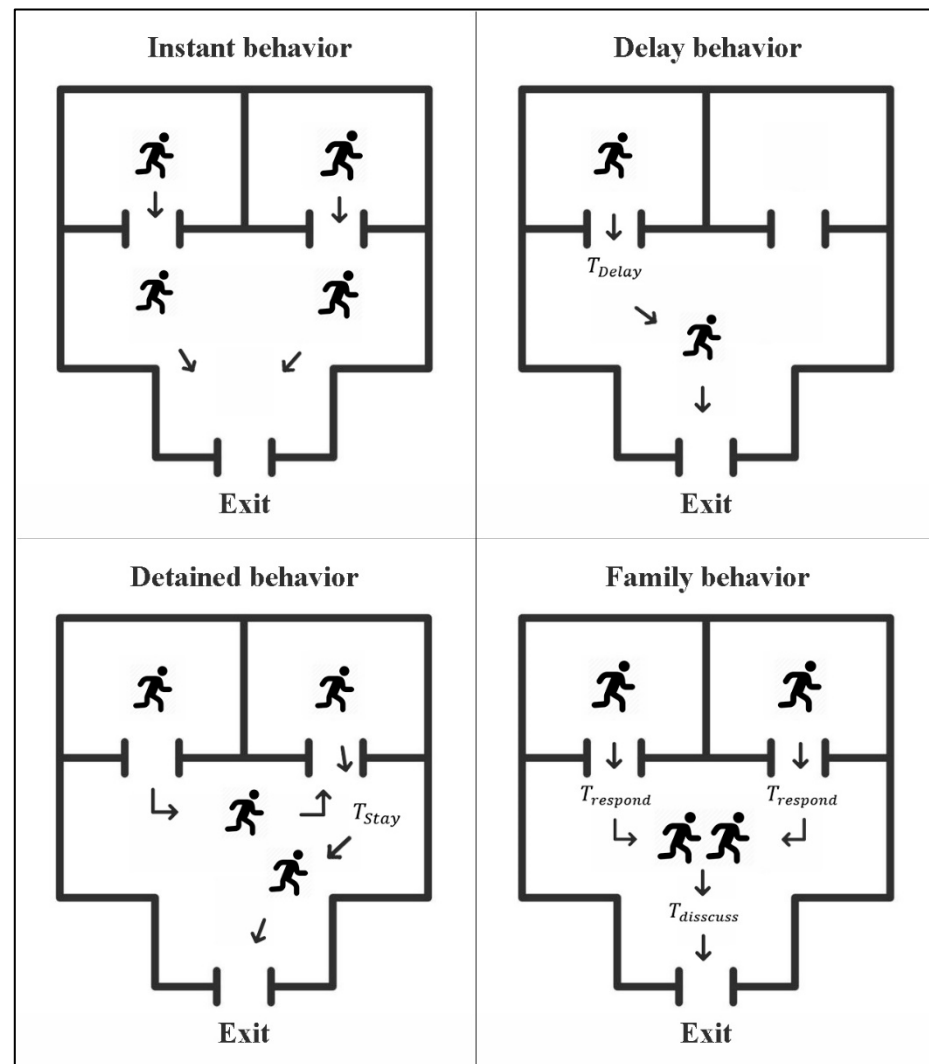 Instant behavior
Delay behavior
T_Delay
Exit
Exit
Detained behavior
Family behavior
T_Stay
T_respond
T_respond
T_disscuss
Exit
Exit